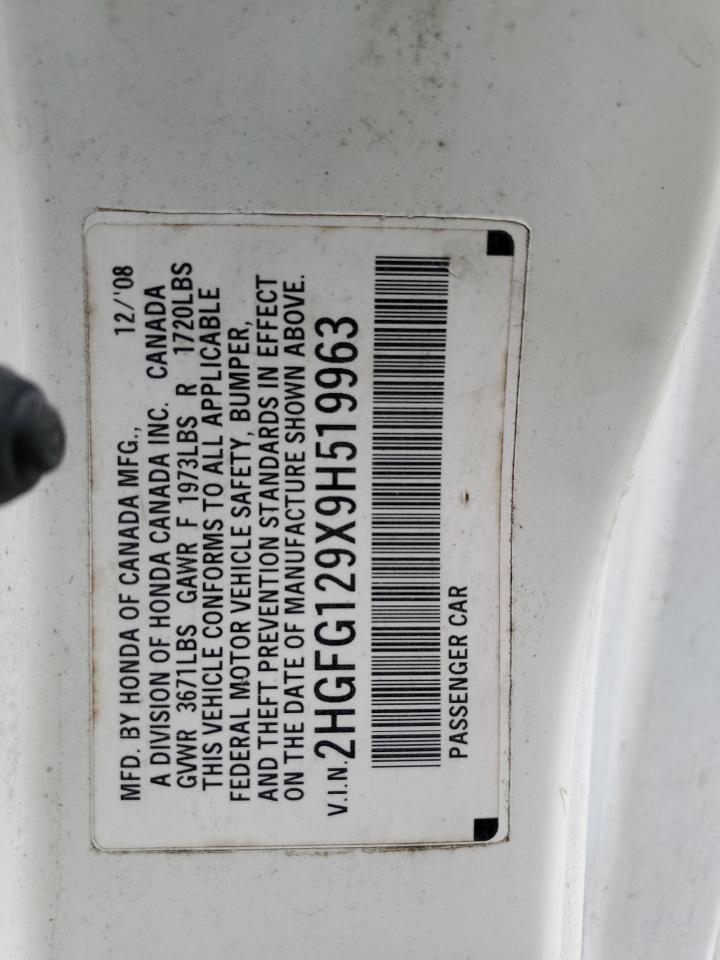 MFD. BY HONDA OF CANADA MFG., 12/'08
A DIVISION OF HONDA CANADA INC. CANADA
GVWR 3671LBS GAWR F 1973LBS R 1720LBS
THIS VEHICLE CONFORMS TO ALL APPLICABLE
FEDERAL MOTOR VEHICLE SAFETY, BUMPER,
AND THEFT PREVENTION STANDARDS IN EFFECT
ON THE DATE OF MANUFACTURE SHOWN ABOVE.
V.I.N. 2HGFG129X9H519963
PASSENGER CAR